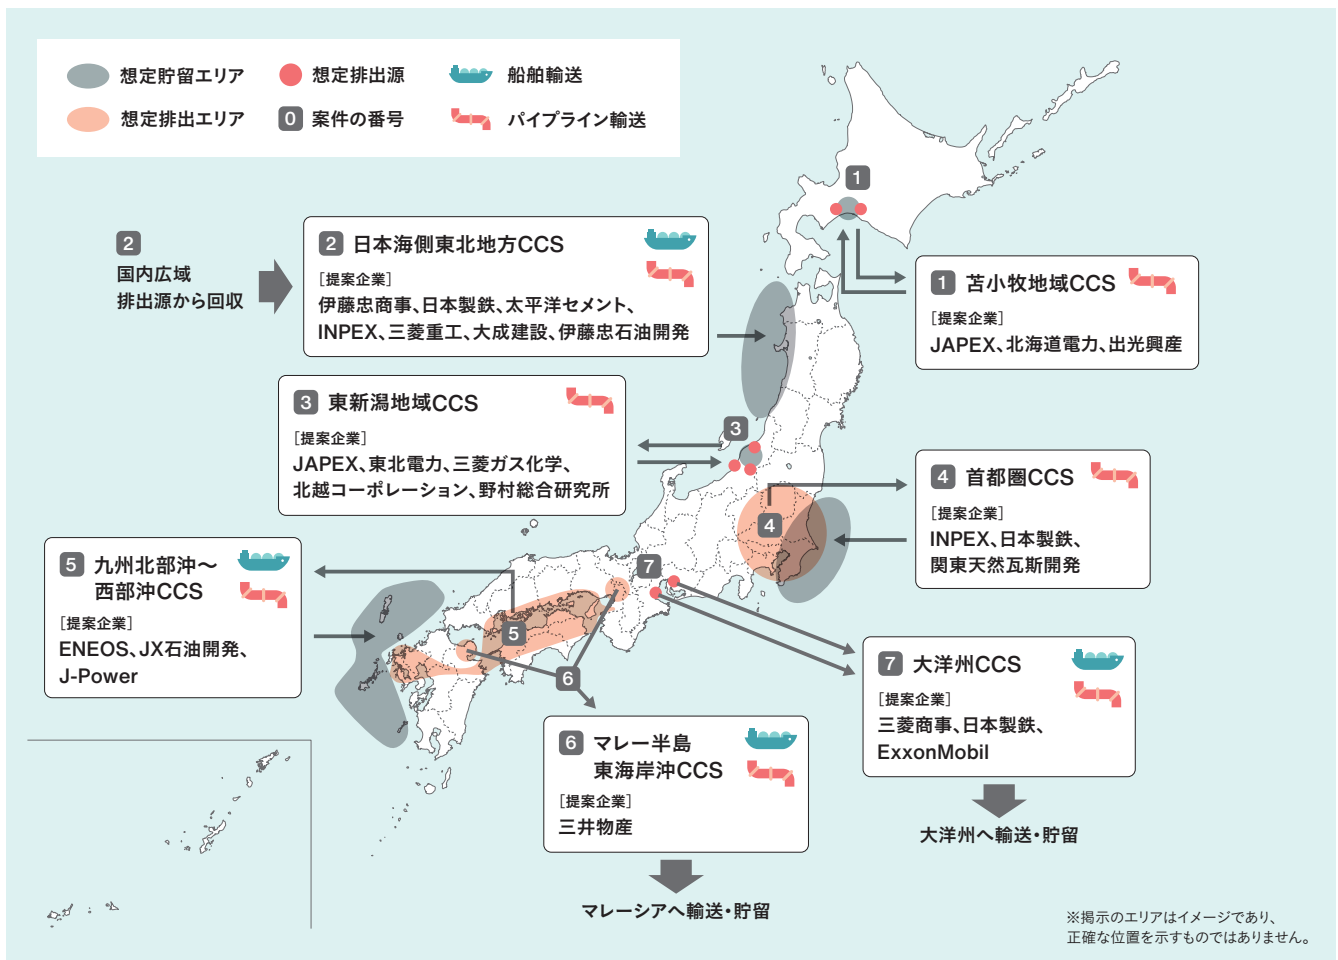 想定貯留エリア
想定排出源
船舶輸送
想定排出エリア
0
案件の番号
パイプライン輸送
1
2
国内広域
排出源から回収
2 日本海側東北地方CCS
［提案企業］
伊藤忠商事、日本製鉄、太平洋セメント、
INPEX、三菱重工、大成建設、伊藤忠石油開発
1 苫小牧地域CCS
［提案企業］
JAPEX、北海道電力、出光興産
3 東新潟地域CCS
［提案企業］
JAPEX、東北電力、三菱ガス化学、
北越コーポレーション、野村総合研究所
3
4 首都圏CCS
［提案企業］
INPEX、日本製鉄、
関東天然瓦斯開発
4
5 九州北部沖～
西部沖CCS
［提案企業］
ENEOS、JX石油開発、
J-Power
7
5
6
7 大洋州CCS
［提案企業］
三菱商事、日本製鉄、
ExxonMobil
大洋州へ輸送・貯留
6 マレー半島
東海岸沖CCS
［提案企業］
三井物産
マレーシアへ輸送・貯留
※掲示のエリアはイメージであり、
正確な位置を示すものではありません。